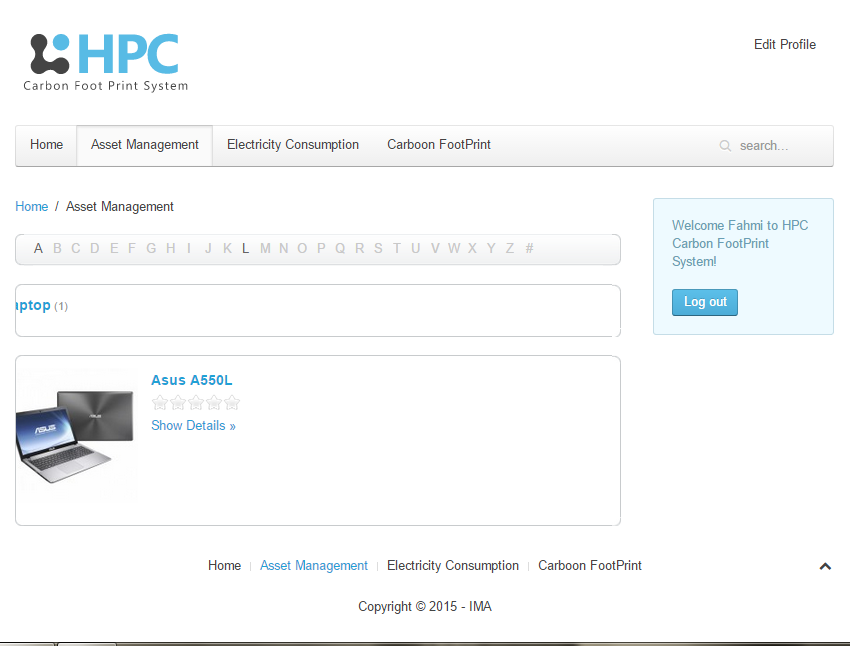 HPC
Carbon Foot Print System
Edit Profile
Home Asset Management Electricity Consumption Carboon FootPrint search...
Home / Asset Management
A B C D E F G H I J K L M N O P Q R S T U V W X Y Z #
aptop (1)
Asus A550L
Show Details »
ASUS
Welcome Fahmi to HPC
Carbon FootPrint
System!
Log out
Home Asset Management Electricity Consumption Carboon FootPrint
Copyright © 2015 - IMA